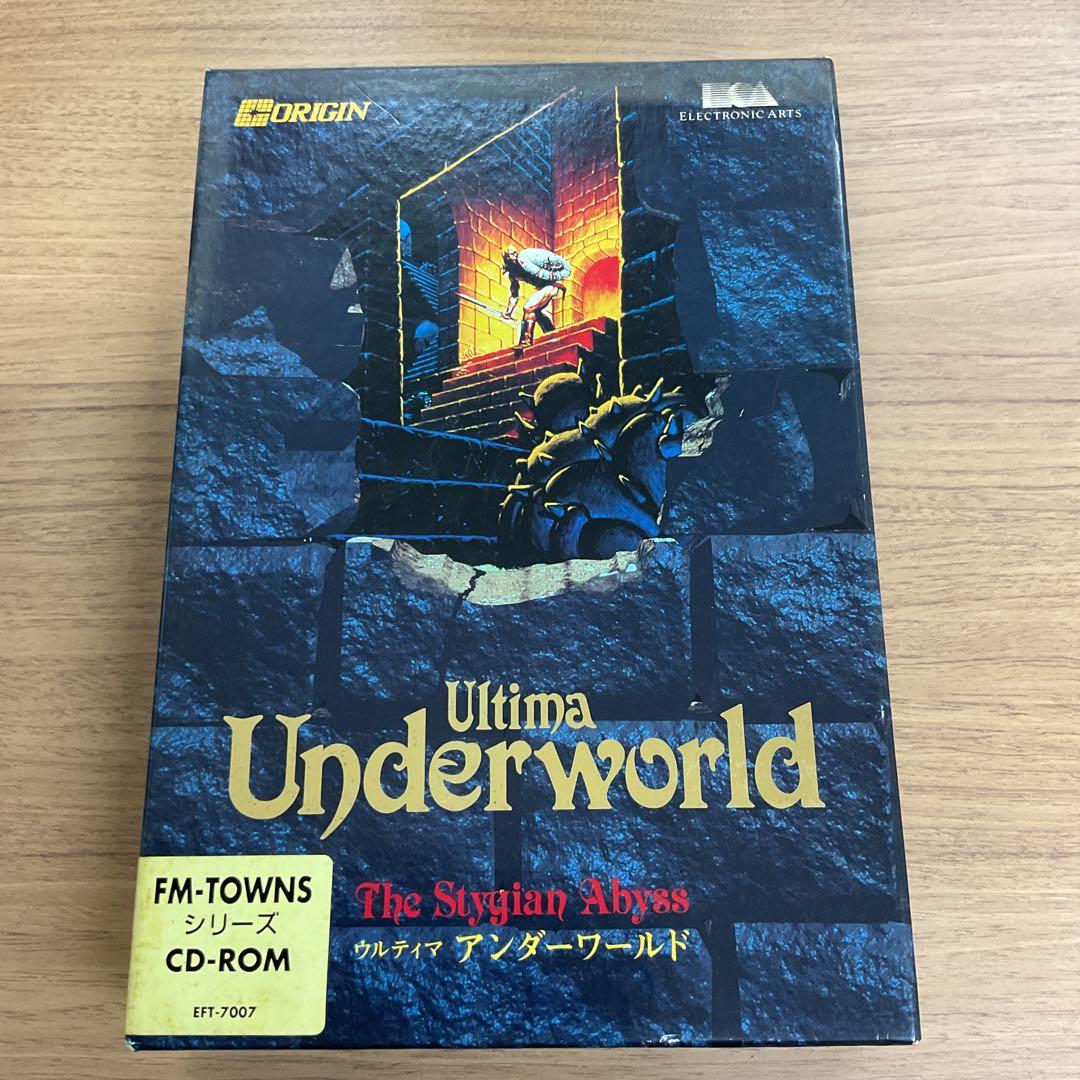 ORIGIN
ELECTRONIC ARTS
Ultima
Underworld
The Stygian Abyss
ウルティマ アンダーワールド
FM-TOWNS
シリーズ
CD-ROM
EFT-7007